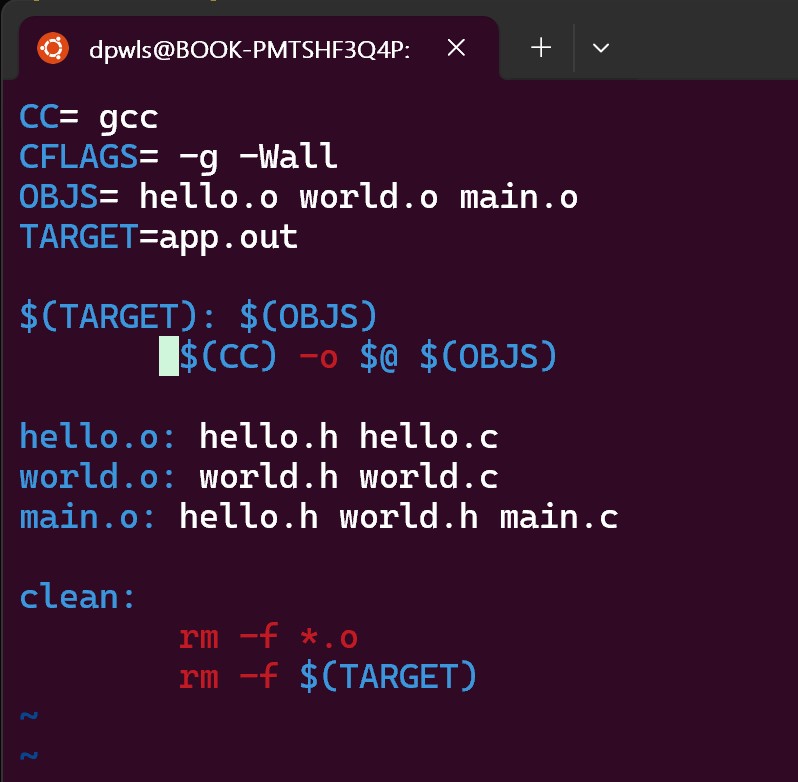 dpwls@BOOK-PMTSHF3Q4P:
CC= gcc
CFLAGS= -g -Wall
OBJS= hello.o world.o main.o
TARGET=app.out
$(TARGET): $(OBJS)
$(CC) -o $@ $(OBJS)
hello.o: hello.h hello.c
world.o: world.h world.c
main.o: hello.h world.h main.c
clean:
rm -f *.o
rm -f $(TARGET)
~
~